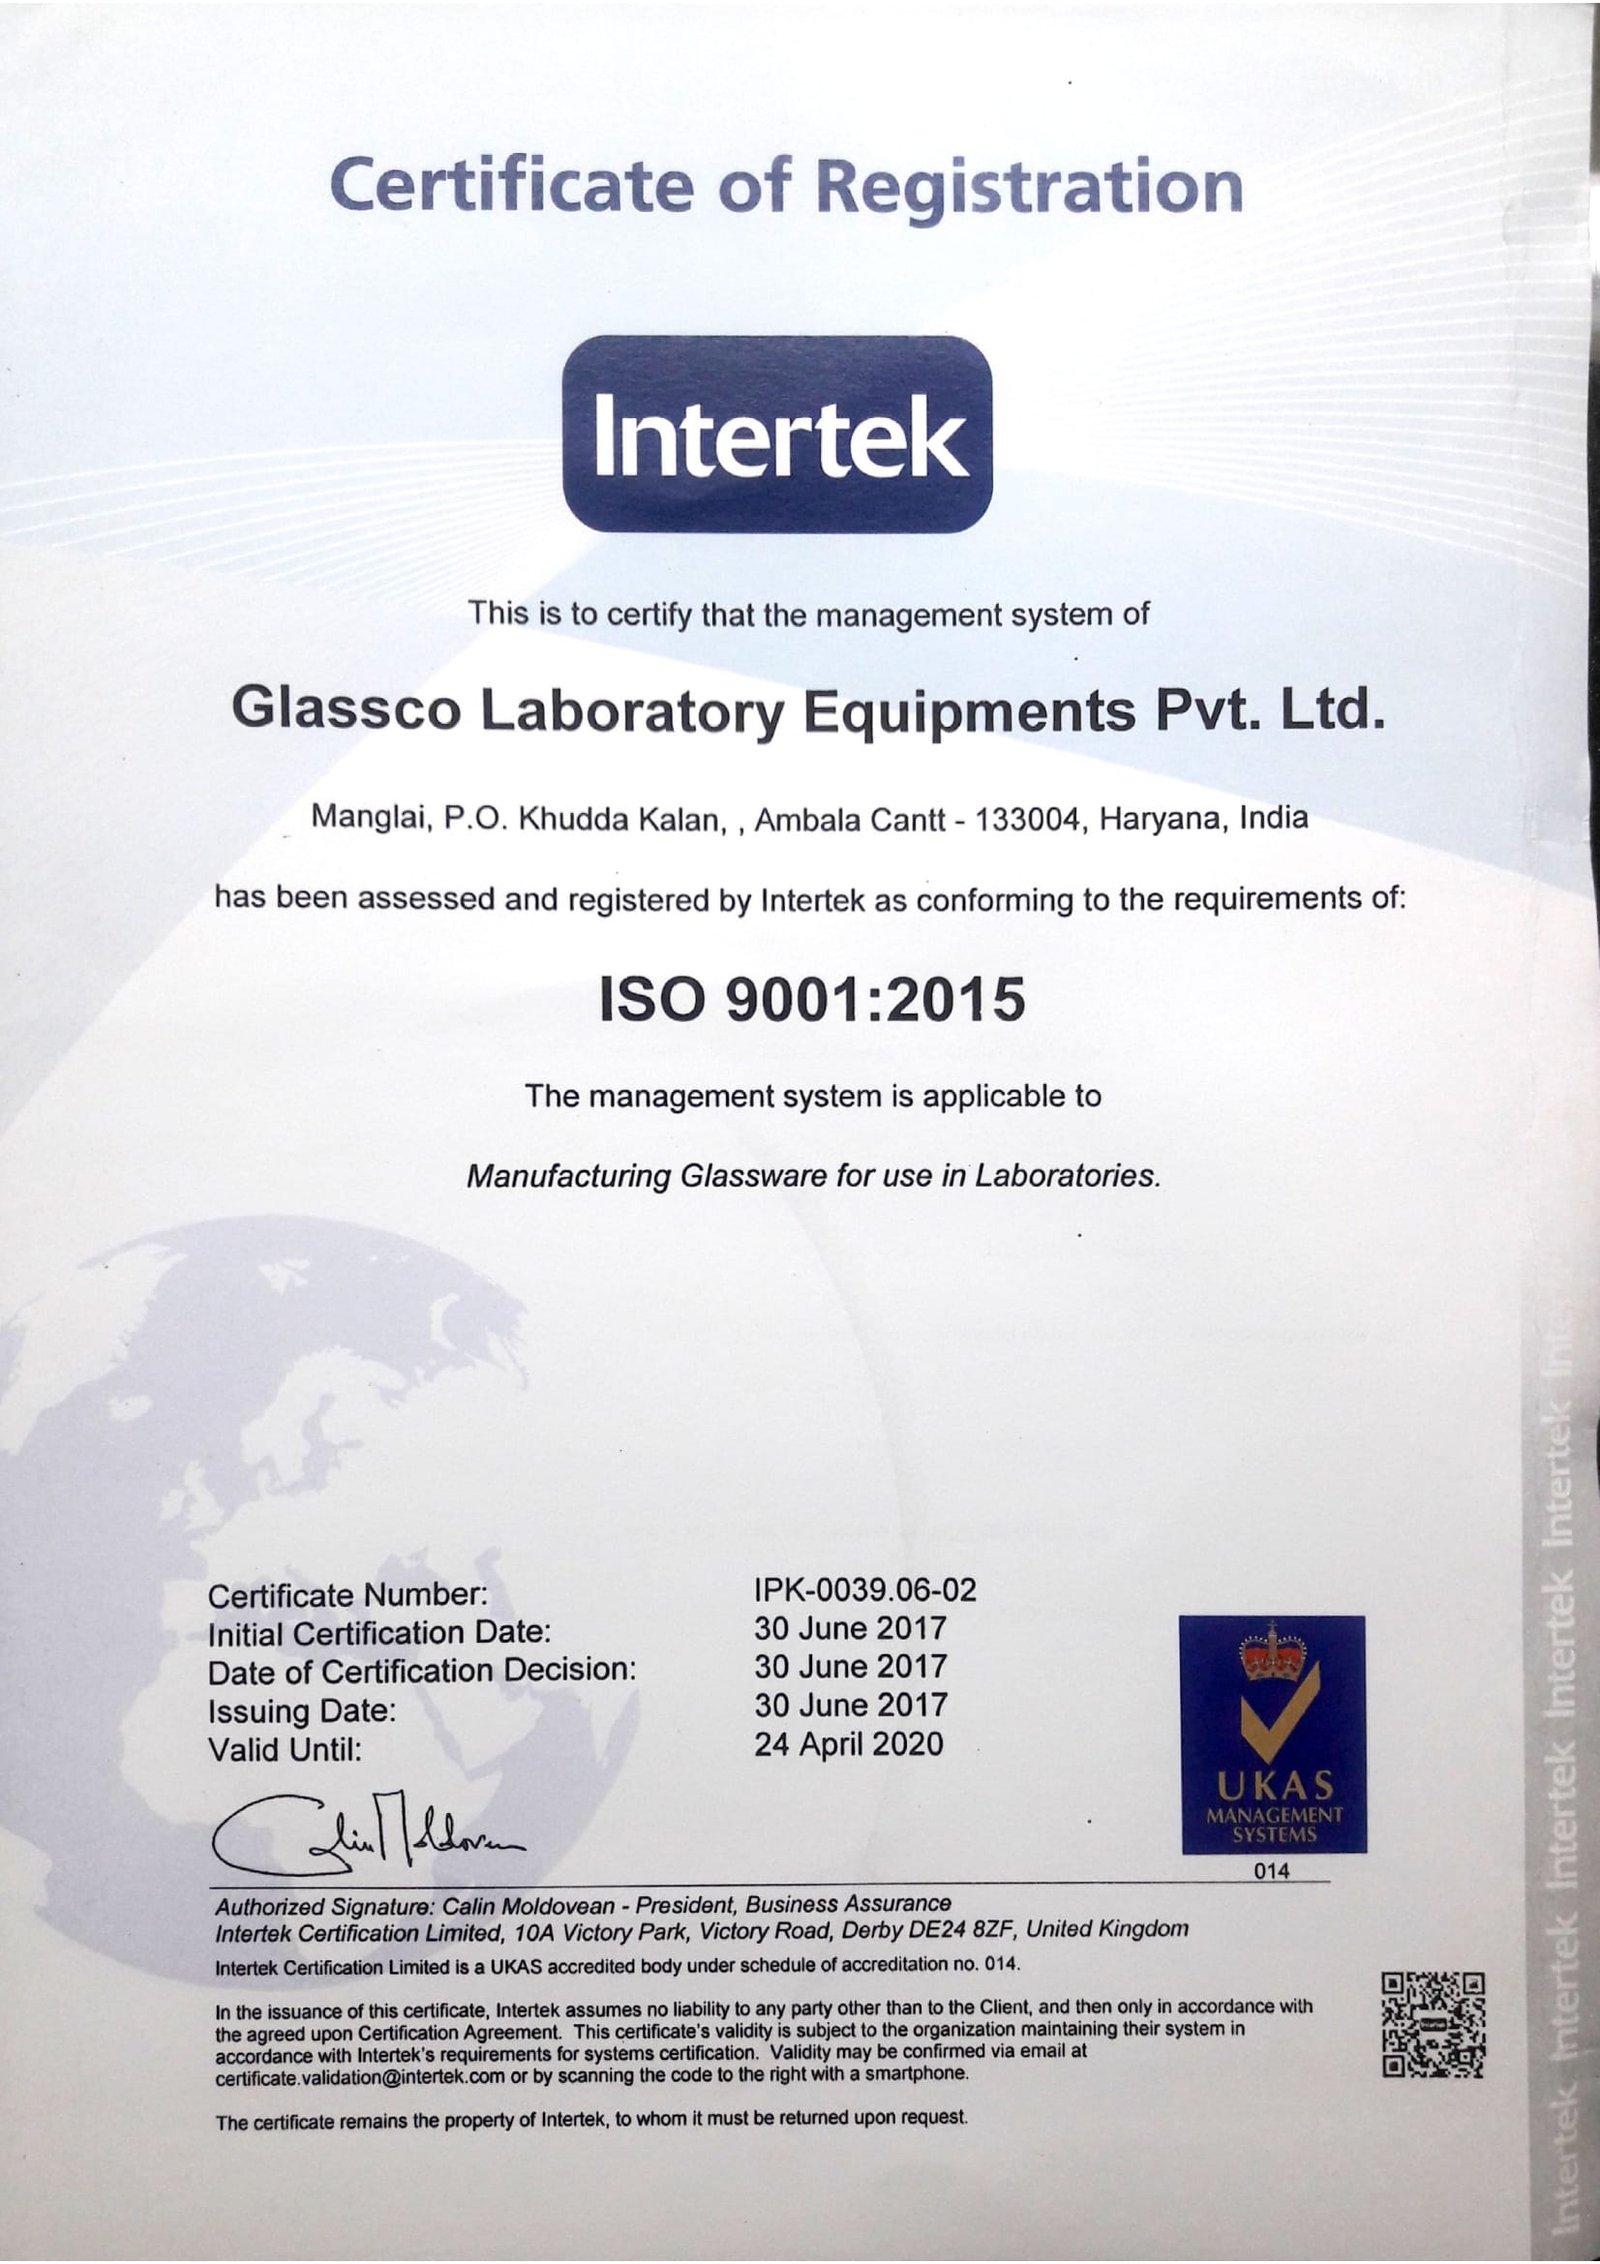 Certificate of Registration
Intertek
This is to certify that the management system of
Glassco Laboratory Equipments Pvt. Ltd.
Manglai, P.O. Khudda Kalan, , Ambala Cantt - 133004, Haryana, India
has been assessed and registered by Intertek as conforming to the requirements of:
ISO 9001:2015
The management system is applicable to
Manufacturing Glassware for use in Laboratories.
Certificate Number: IPK-0039.06-02
Initial Certification Date: 30 June 2017
Date of Certification Decision: 30 June 2017
Issuing Date: 30 June 2017
Valid Until: 24 April 2020
UKAS
MANAGEMENT
SYSTEMS
014
Calin Moldovean
Authorized Signature: Calin Moldovean - President, Business Assurance
Intertek Certification Limited, 10A Victory Park, Victory Road, Derby DE24 8ZF, United Kingdom
Intertek Certification Limited is a UKAS accredited body under schedule of accreditation no. 014.
In the issuance of this certificate, Intertek assumes no liability to any party other than to the Client, and then only in accordance with
the agreed upon Certification Agreement. This certificate's validity is subject to the organization maintaining their system in
accordance with Intertek's requirements for systems certification. Validity may be confirmed via email at
certificate.validation@intertek.com or by scanning the code to the right with a smartphone.
The certificate remains the property of Intertek, to whom it must be returned upon request.
Intertek
Intertek Intertek Intertek Intertek Intertek Intertek